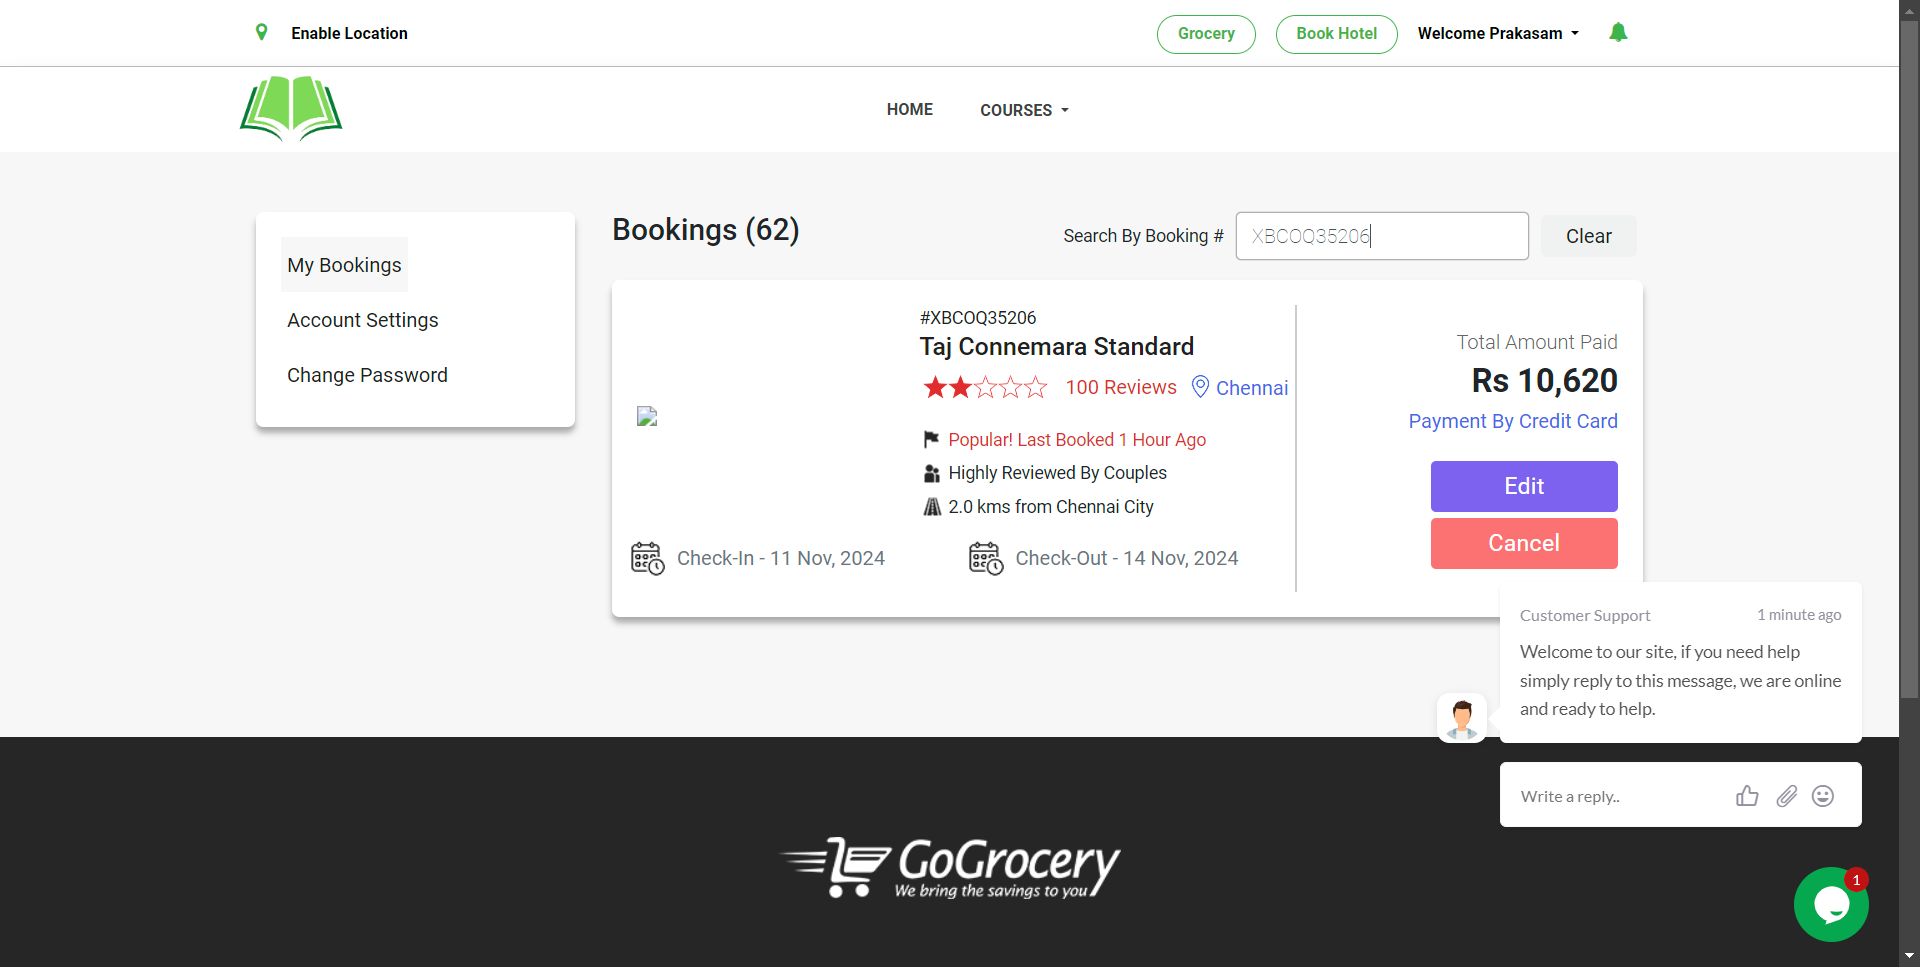 Enable Location
Grocery
Book Hotel
Welcome Prakasam
HOME
COURSES
My Bookings
Account Settings
Change Password
Bookings (62)
Search By Booking #
XBCOQ35206
Clear
#XBCOQ35206
Taj Connemara Standard
100 Reviews
Chennai
Popular! Last Booked 1 Hour Ago
Highly Reviewed By Couples
2.0 kms from Chennai City
Check-In - 11 Nov, 2024
Check-Out - 14 Nov, 2024
Total Amount Paid
Rs 10,620
Payment By Credit Card
Edit
Cancel
Customer Support
1 minute ago
Welcome to our site, if you need help
simply reply to this message, we are online
and ready to help.
Write a reply..
GoGrocery
We bring the savings to you
1